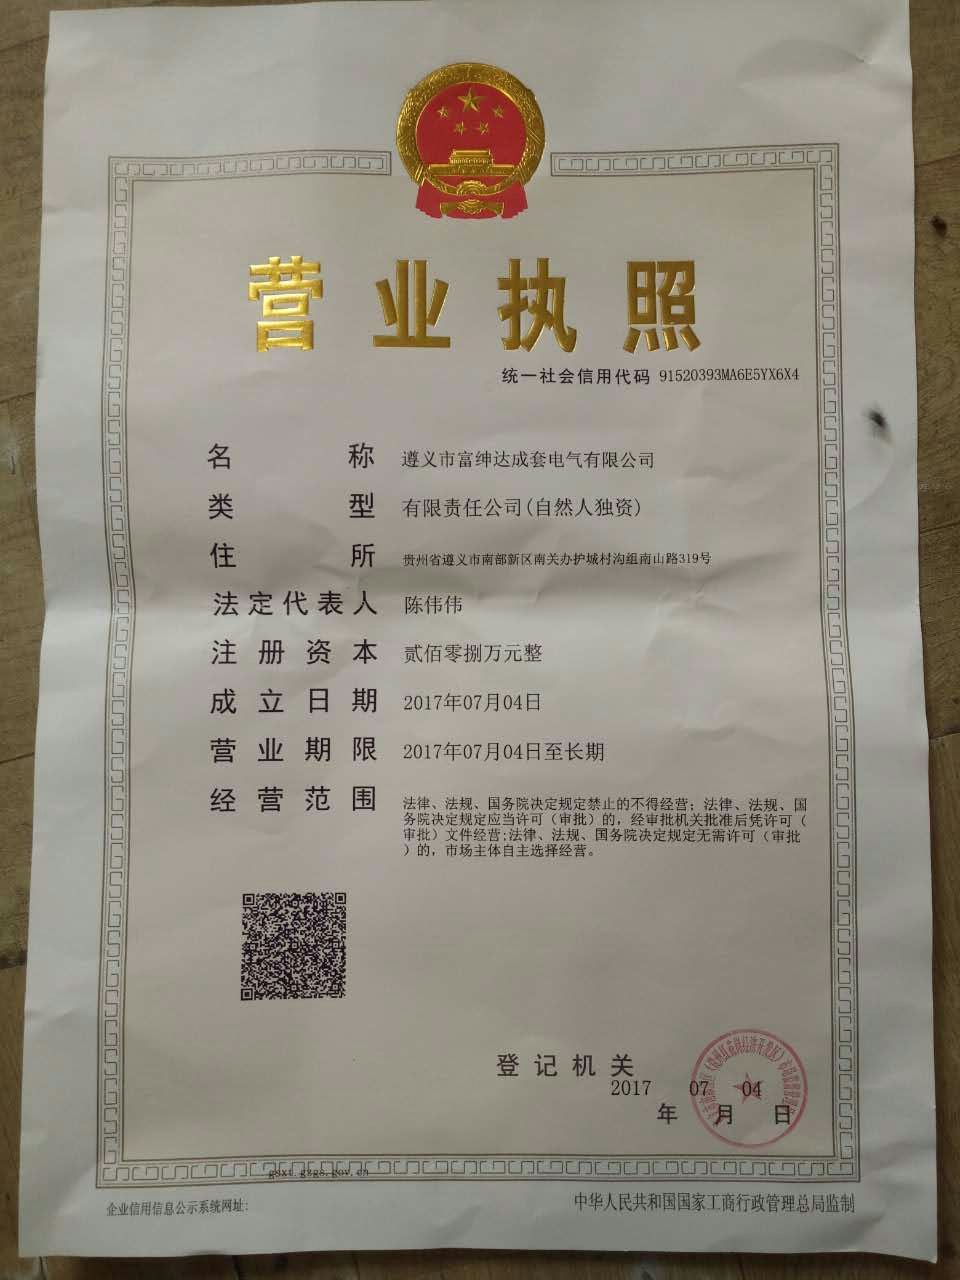 营业执照
统一社会信用代码 91520393MA6E5YX6X4
名称 遵义市富绅达成套电气有限公司
类型 有限责任公司(自然人独资)
住所 贵州省遵义市南部新区南关办护城村沟组南山路319号
法定代表人 陈伟伟
注册资本 贰佰零捌万元整
成立日期 2017年07月04日
营业期限 2017年07月04日至长期
经营范围 法律、法规、国务院决定规定禁止的不得经营；法律、法规、国
务院决定规定应当许可（审批）的，经审批机关批准后凭许可（
审批）文件经营;法律、法规、国务院决定规定无需许可（审批
）的，市场主体自主选择经营。
登记机关
2017 07 04
年 月 日
gsxt.gzgs.gov.cn
企业信用信息公示系统网址:
中华人民共和国国家工商行政管理总局监制